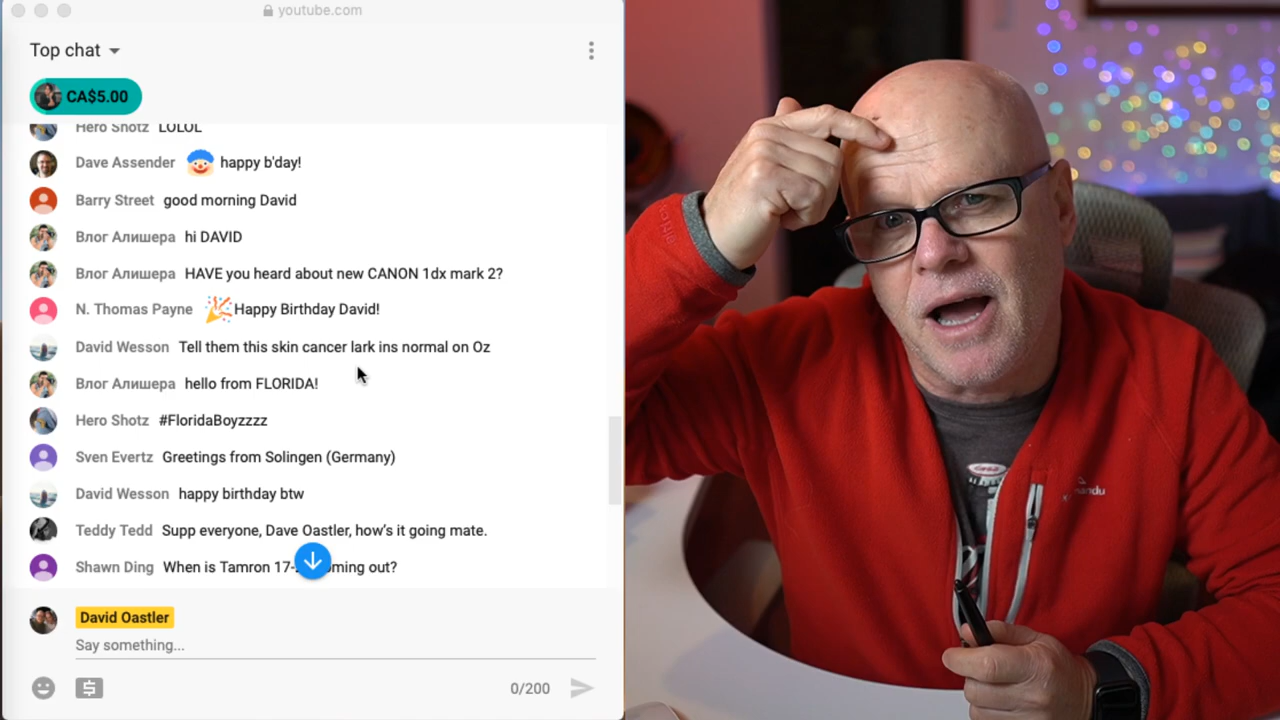 youtube.com
Top chat
CA$5.00
Hero Shotz LOLOL
Dave Assender happy b'day!
Barry Street good morning David
Влог Алишера hi DAVID
Влог Алишера HAVE you heard about new CANON 1dx mark 2?
N. Thomas Payne Happy Birthday David!
David Wesson Tell them this skin cancer lark ins normal on Oz
Влог Алишера hello from FLORIDA!
Hero Shotz #FloridaBoyzzzz
Sven Evertz Greetings from Solingen (Germany)
David Wesson happy birthday btw
Teddy Tedd Supp everyone, Dave Oastler, how's it going mate.
Shawn Ding When is Tamron 17- oming out?
David Oastler
Say something...
0/200